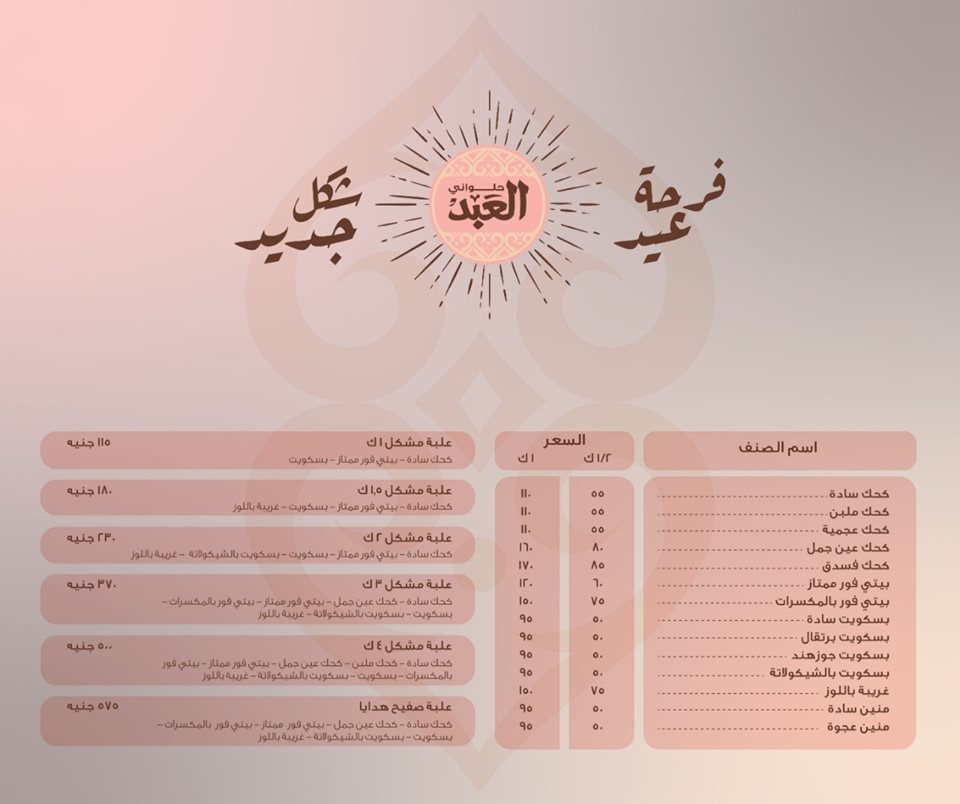 فرحة
عيد
حلواني
العبد
شكل
جديد
اسم الصنف
السعر
١/٢ ك
١ ك
كحك سادة ٥٥ ١١٠
كحك ملبن ٥٥ ١١٠
كحك عجمية ٥٥ ١١٠
كحك عين جمل ٨٠ ١٦٠
كحك فسدق ٨٥ ١٧٠
بيتي فور ممتاز ٦٠ ١٢٠
بيتي فور بالمكسرات ٧٥ ١٥٠
بسكويت سادة ٥٠ ٩٥
بسكويت برتقال ٥٠ ٩٥
بسكويت جوزهند ٥٠ ٩٥
بسكويت بالشيكولاتة ٥٠ ٩٥
غريبة باللوز ٧٥ ١٥٠
منين سادة ٥٠ ٩٥
منين عجوة ٥٠ ٩٥
علبة مشكل ١ ك ١١٥ جنيه
كحك سادة – بيتي فور ممتاز – بسكويت
علبة مشكل ١,٥ ك ١٨٠ جنيه
كحك سادة – بيتي فور ممتاز – بسكويت – غريبة باللوز
علبة مشكل ٢ ك ٢٣٠ جنيه
كحك سادة – بيتي فور ممتاز – بسكويت – بسكويت بالشيكولاتة – غريبة باللوز
علبة مشكل ٣ ك ٣٧٠ جنيه
كحك سادة – كحك عين جمل – بيتي فور ممتاز – بيتي فور بالمكسرات –
بسكويت – بسكويت بالشيكولاتة – غريبة باللوز
علبة مشكل ٤ ك ٥٠٠ جنيه
كحك سادة – كحك ملبن – كحك عين جمل – بيتي فور ممتاز – بيتي فور
بالمكسرات – بسكويت – بسكويت بالشيكولاتة – غريبة باللوز
علبة صفيح هدايا ٥٧٥ جنيه
كحك سادة – كحك عين جمل – بيتي فور ممتاز – بيتي فور بالمكسرات –
بسكويت – بسكويت بالشيكولاتة – غريبة باللوز